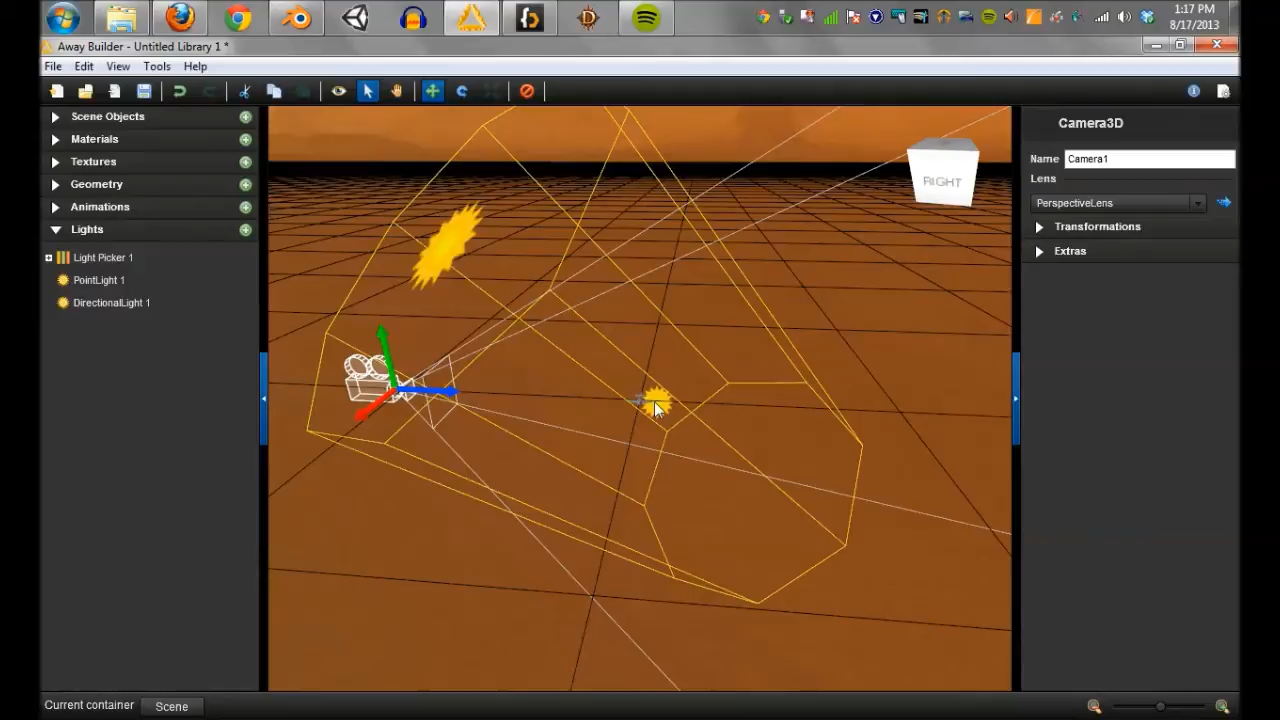 1:17 PM
8/17/2013
Away Builder - Untitled Library 1 *
File Edit View Tools Help
Scene Objects
Materials
Textures
Geometry
Animations
Lights
Light Picker 1
PointLight 1
DirectionalLight 1
RIGHT
Camera3D
Name Camera1
Lens
PerspectiveLens
Transformations
Extras
Current container Scene